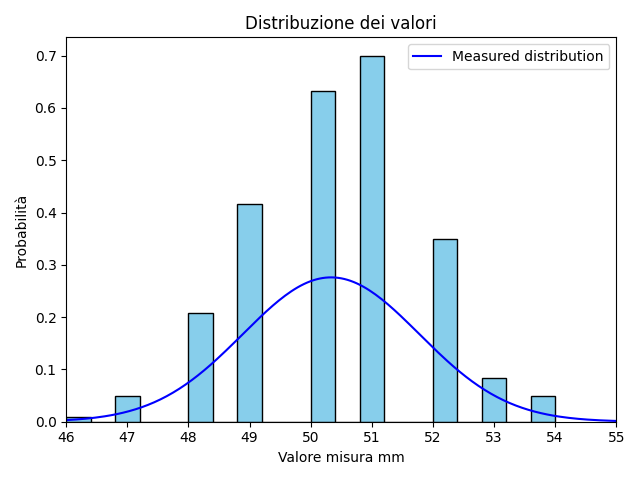 Distribuzione dei valori
Measured distribution
0.7
0.6
0.5
0.4
0.3
0.2
0.1
0.0
Probabilità
46 47 48 49 50 51 52 53 54 55
Valore misura mm